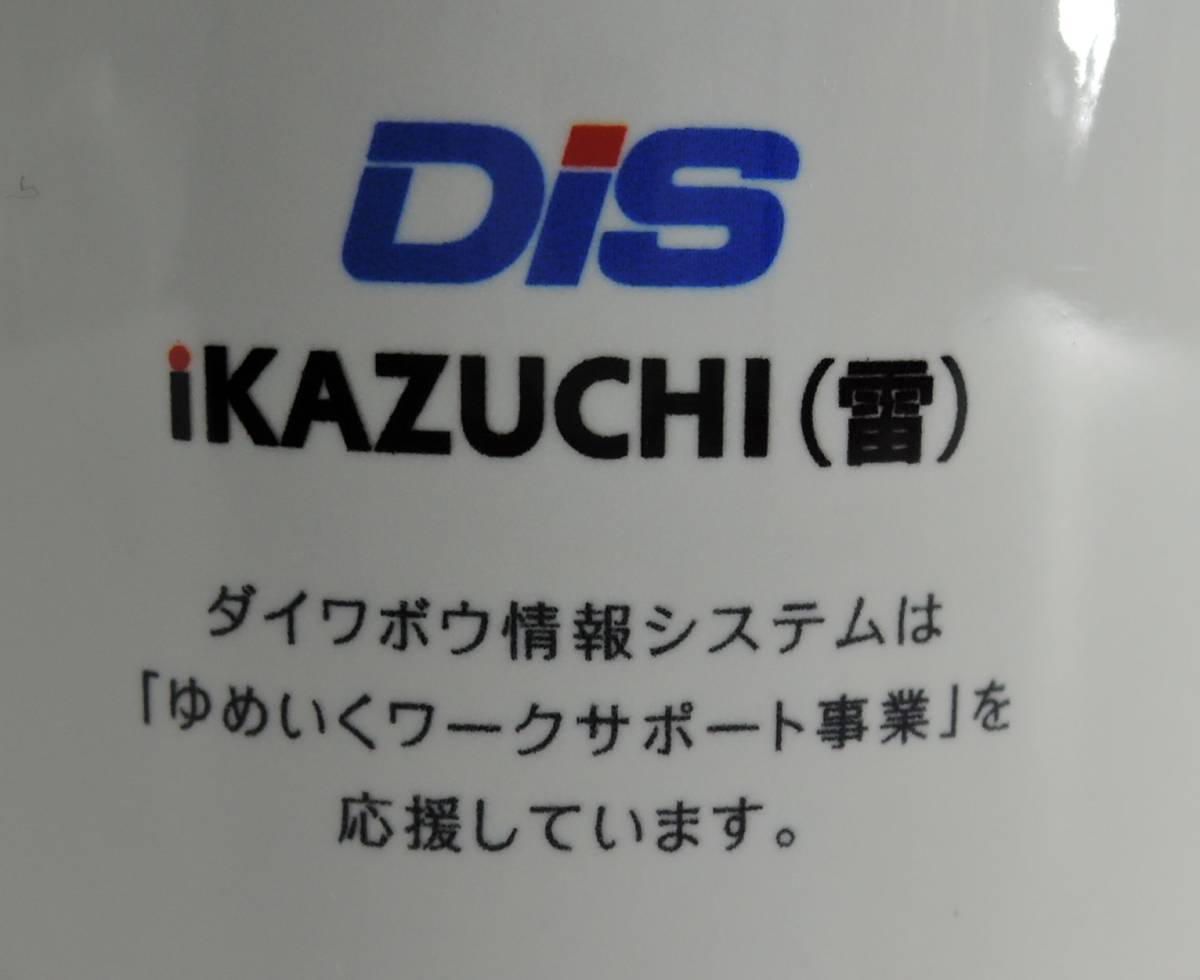 DiS
iKAZUCHI(雷)
ダイワボウ情報システムは
「ゆめいくワークサポート事業」を
応援しています。